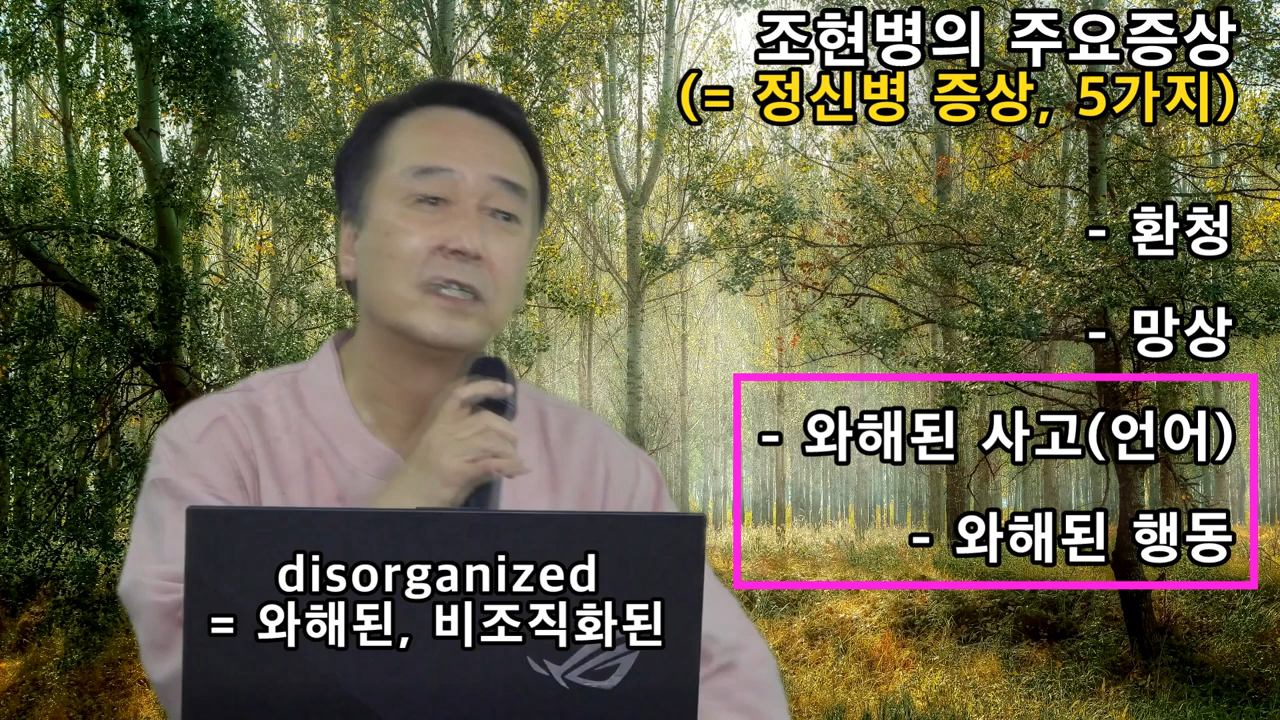 조현병의 주요증상
(= 정신병 증상, 5가지)
- 환청
- 망상
- 와해된 사고(언어)
- 와해된 행동
disorganized
= 와해된, 비조직화된